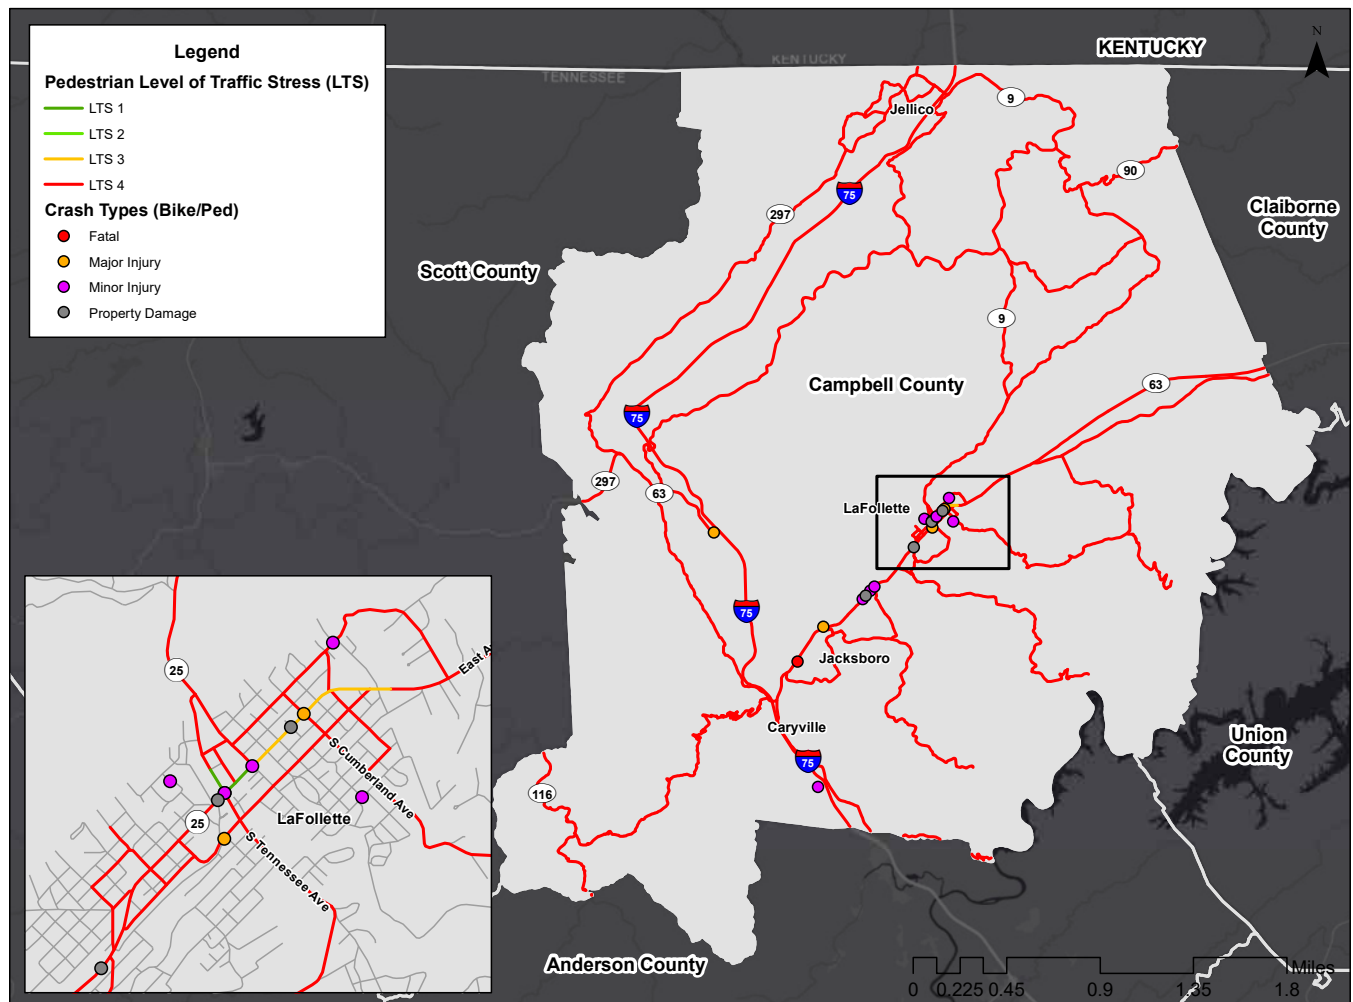 Legend
Pedestrian Level of Traffic Stress (LTS)
LTS 1
LTS 2
LTS 3
LTS 4
Crash Types (Bike/Ped)
Fatal
Major Injury
Minor Injury
Property Damage
N
KENTUCKY
KENTUCKY
TENNESSEE
Jellico
9
90
75
297
Claiborne
County
Scott County
9
Campbell County
63
75
297
63
LaFollette
75
Jacksboro
Caryville
75
116
Union
County
Anderson County
25
East A
S Cumberland Ave
25
LaFollette
S Tennessee Ave
Miles
0 0.225 0.45 0.9 1.35 1.8